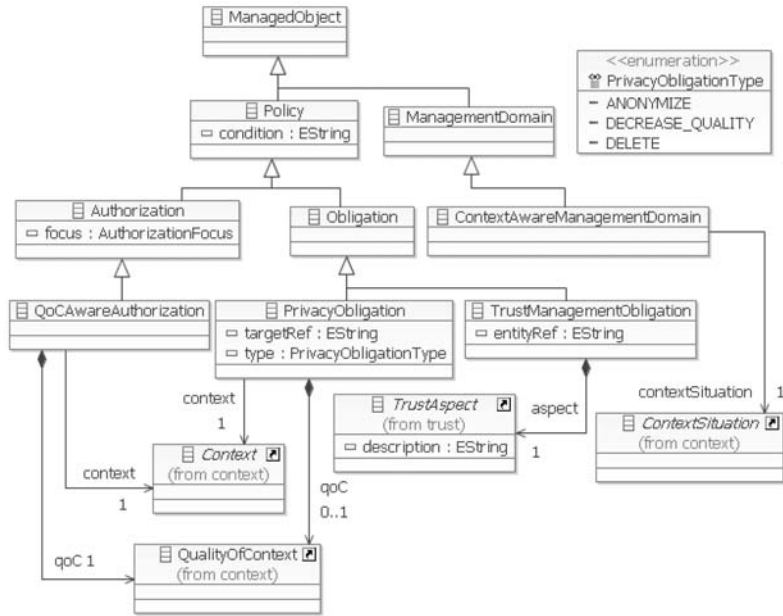 ManagedObject
<<enumeration>>
PrivacyObligationType
– ANONYMIZE
– DECREASE_QUALITY
– DELETE
Policy
condition : EString
ManagementDomain
Authorization
focus : AuthorizationFocus
Obligation
ContextAwareManagementDomain
QoCAwareAuthorization
PrivacyObligation
targetRef : EString
type : PrivacyObligationType
TrustManagementObligation
entityRef : EString
context
1
TrustAspect
(from trust)
description : EString
aspect
1
contextSituation
1
ContextSituation
(from context)
Context
(from context)
context
1
qoC
0..1
QualityOfContext
(from context)
qoC 1